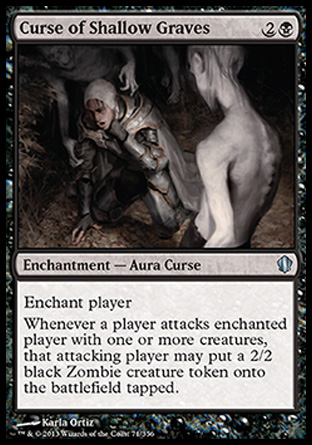 Curse of Shallow Graves 2
Enchantment — Aura Curse
Enchant player
Whenever a player attacks enchanted
player with one or more creatures,
that attacking player may put a 2/2
black Zombie creature token onto
the battlefield tapped.
Karla Ortiz
™ & © 2013 Wizards of the Coast 71/356